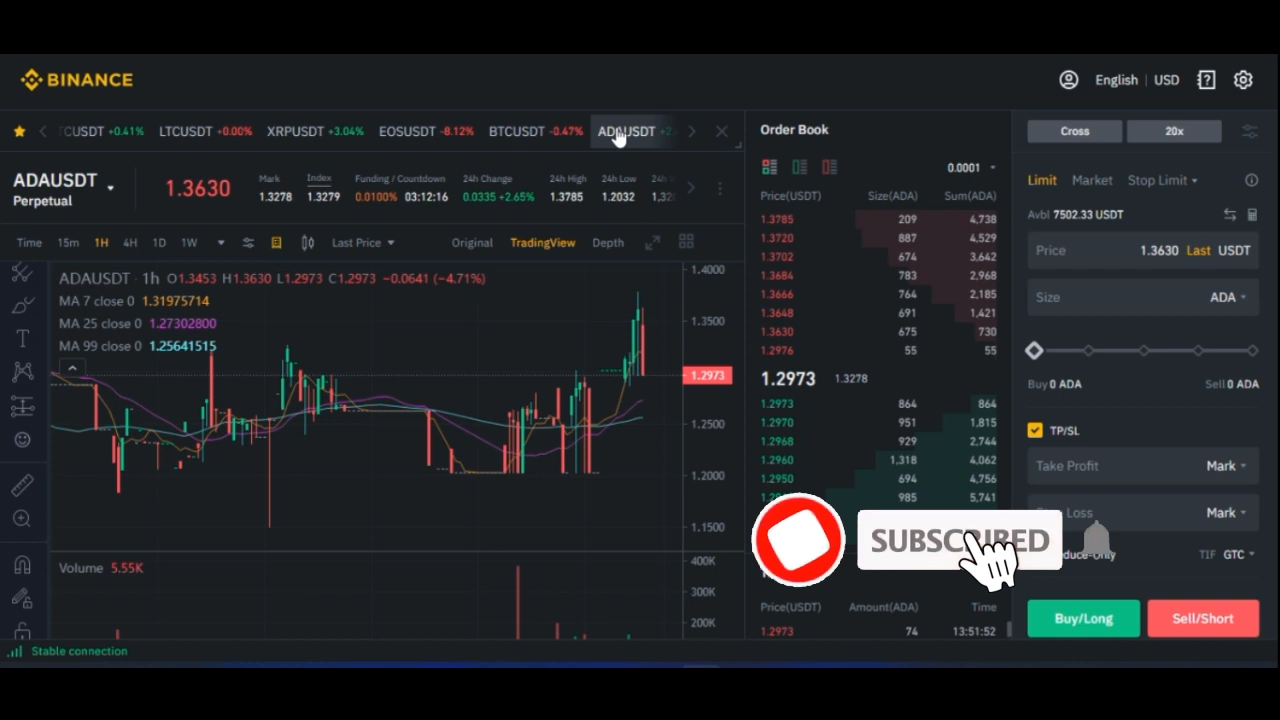 BINANCE
English | USD
TCUSDT +0.41% LTCUSDT +0.00% XRPUSDT +3.04% EOSUSDT -8.12% BTCUSDT -0.47% ADAUSDT
ADAUSDT
Perpetual
1.3630
Mark Index Funding / Countdown 24h Change 24h High 24h Low
1.3278 1.3279 0.0100% 03:12:16 0.0335 +2.65% 1.3785 1.2032
Time 15m 1H 4H 1D 1W Last Price Original TradingView Depth
ADAUSDT · 1h O1.3453 H1.3630 L1.2973 C1.2973 −0.0641 (−4.71%)
MA 7 close 0 1.31975714
MA 25 close 0 1.27302800
MA 99 close 0 1.25641515
1.4000
1.3500
1.2973
1.2500
1.2000
1.1500
Volume 5.55K
400K
300K
200K
Order Book
0.0001
Price(USDT) Size(ADA) Sum(ADA)
1.3785 209 4,738
1.3720 887 4,529
1.3702 674 3,642
1.3684 783 2,968
1.3666 764 2,185
1.3648 691 1,421
1.3630 675 730
1.2976 55 55
1.2973 1.3278
1.2973 864 864
1.2970 951 1,815
1.2968 929 2,744
1.2960 1,318 4,062
1.2950 694 4,756
985 5,741
SUBSCRIBED
Price(USDT) Amount(ADA) Time
1.2973 74 13:51:52
Cross 20x
Limit Market Stop Limit
Avbl 7502.33 USDT
Price 1.3630 Last USDT
Size ADA
Buy 0 ADA Sell 0 ADA
TP/SL
Take Profit Mark
Loss Mark
TIF GTC
Buy/Long Sell/Short
Stable connection